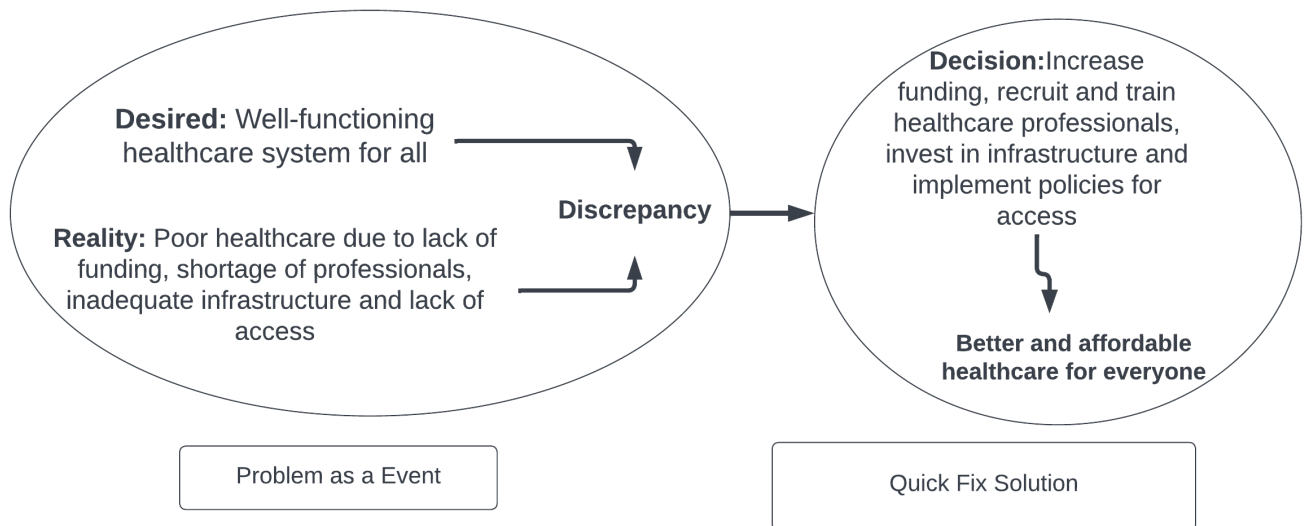 Desired: Well-functioning
healthcare system for all
Discrepancy
Reality: Poor healthcare due to lack of
funding, shortage of professionals,
inadequate infrastructure and lack of
access
Decision:Increase
funding, recruit and train
healthcare professionals,
invest in infrastructure and
implement policies for
access
Better and affordable
healthcare for everyone
Problem as a Event
Quick Fix Solution